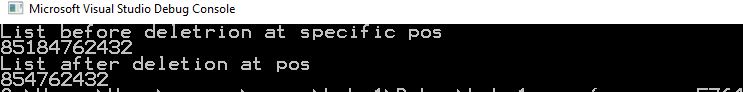 Microsoft Visual Studio Debug Console
List before deletrion at specific pos
85184762432
List after deletion at pos
854762432